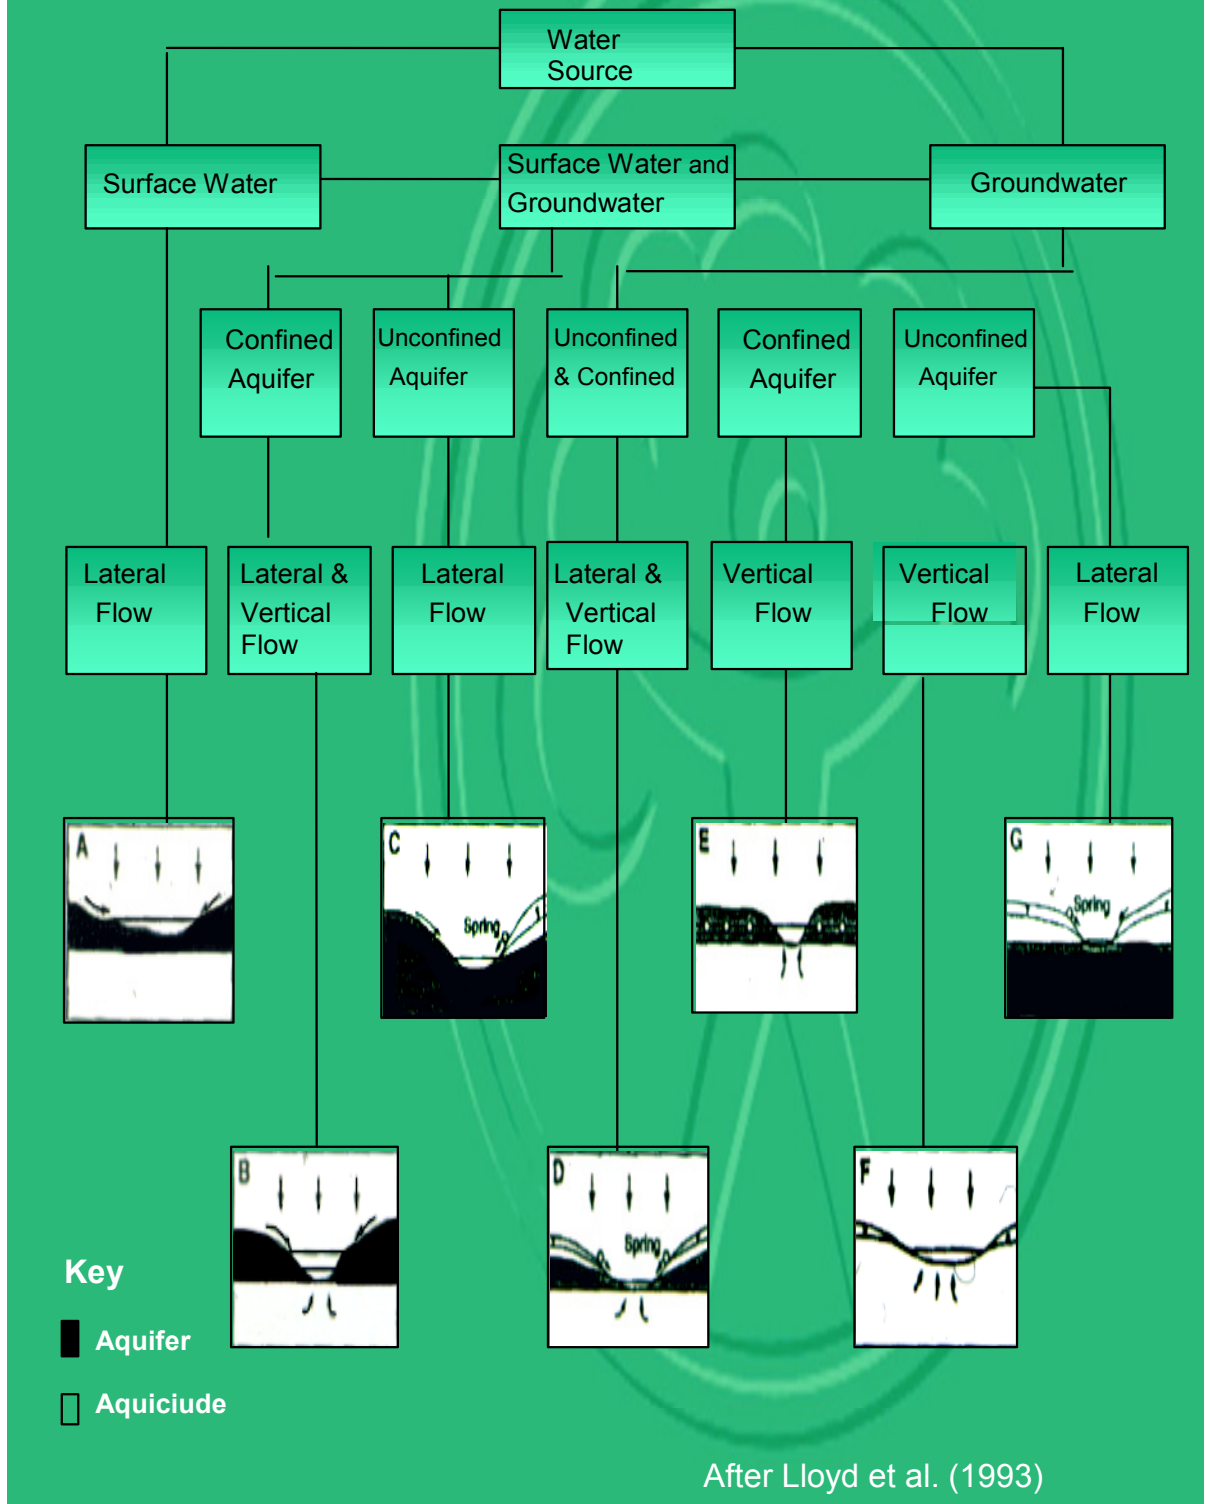 Water
Source
Surface Water
Surface Water and
Groundwater
Groundwater
Confined
Aquifer
Unconfined
Aquifer
Unconfined
& Confined
Confined
Aquifer
Unconfined
Aquifer
Lateral
Flow
Lateral &
Vertical
Flow
Lateral
Flow
Lateral &
Vertical
Flow
Vertical
Flow
Vertical
Flow
Lateral
Flow
A
C
Spring
E
G
Spring
B
D
Spring
F
Key
Aquifer
Aquiciude
After Lloyd et al. (1993)